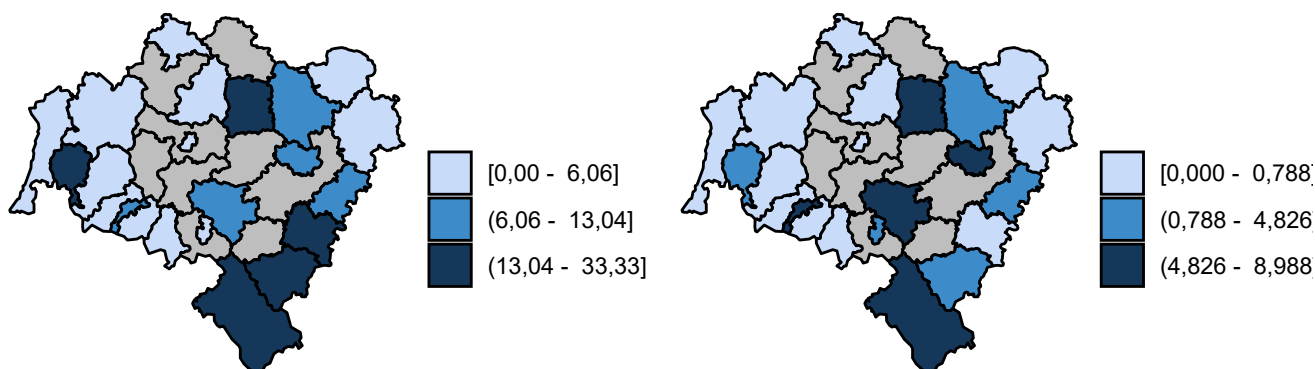 [0,00 - 6,06]
(6,06 - 13,04]
(13,04 - 33,33]
[0,000 - 0,788]
(0,788 - 4,826]
(4,826 - 8,988]